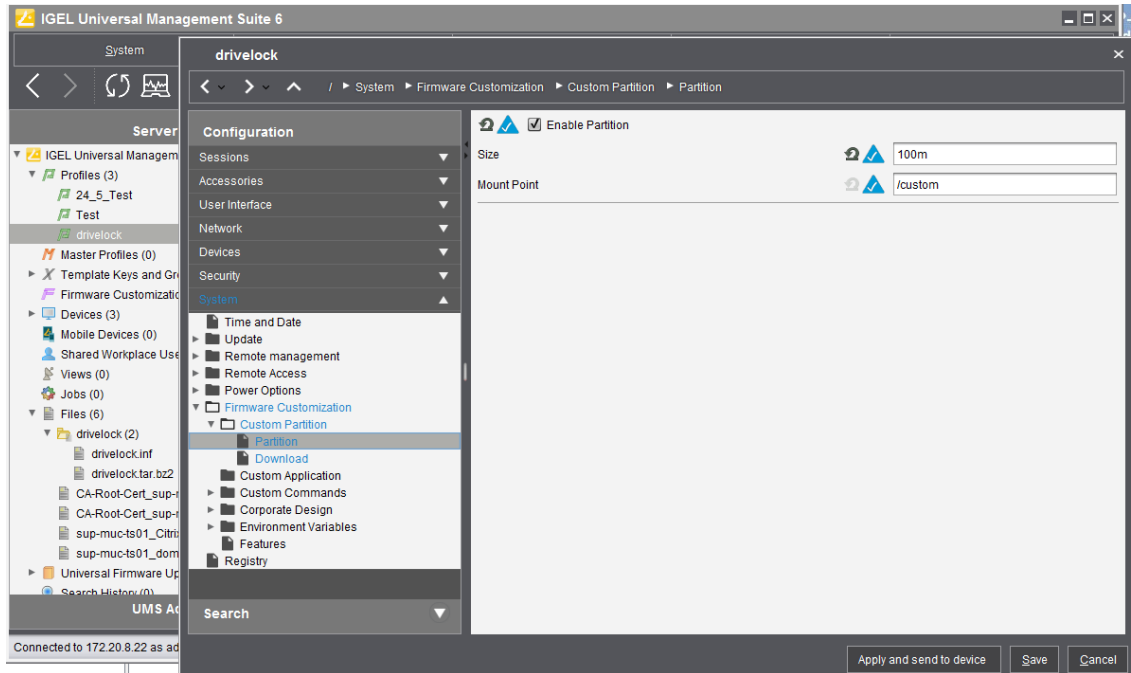 IGEL Universal Management Suite 6
System
drivelock
/ System Firmware Customization Custom Partition Partition
Server
IGEL Universal Managem
Profiles (3)
24_5_Test
Test
drivelock
Master Profiles (0)
Template Keys and Gr
Firmware Customizatio
Devices (3)
Mobile Devices (0)
Shared Workplace Use
Views (0)
Jobs (0)
Files (6)
drivelock (2)
drivelock.inf
drivelock.tar.bz2
CA-Root-Cert_sup-r
CA-Root-Cert_sup-r
sup-muc-ts01_Citri
sup-muc-ts01_dom
Universal Firmware Up
Search History (0)
UMS Ad
Connected to 172.20.8.22 as ad
Configuration
Sessions
Accessories
User Interface
Network
Devices
Security
System
Time and Date
Update
Remote management
Remote Access
Power Options
Firmware Customization
Custom Partition
Partition
Download
Custom Application
Custom Commands
Corporate Design
Environment Variables
Features
Registry
Search
Enable Partition
Size 100m
Mount Point /custom
Apply and send to device Save Cancel